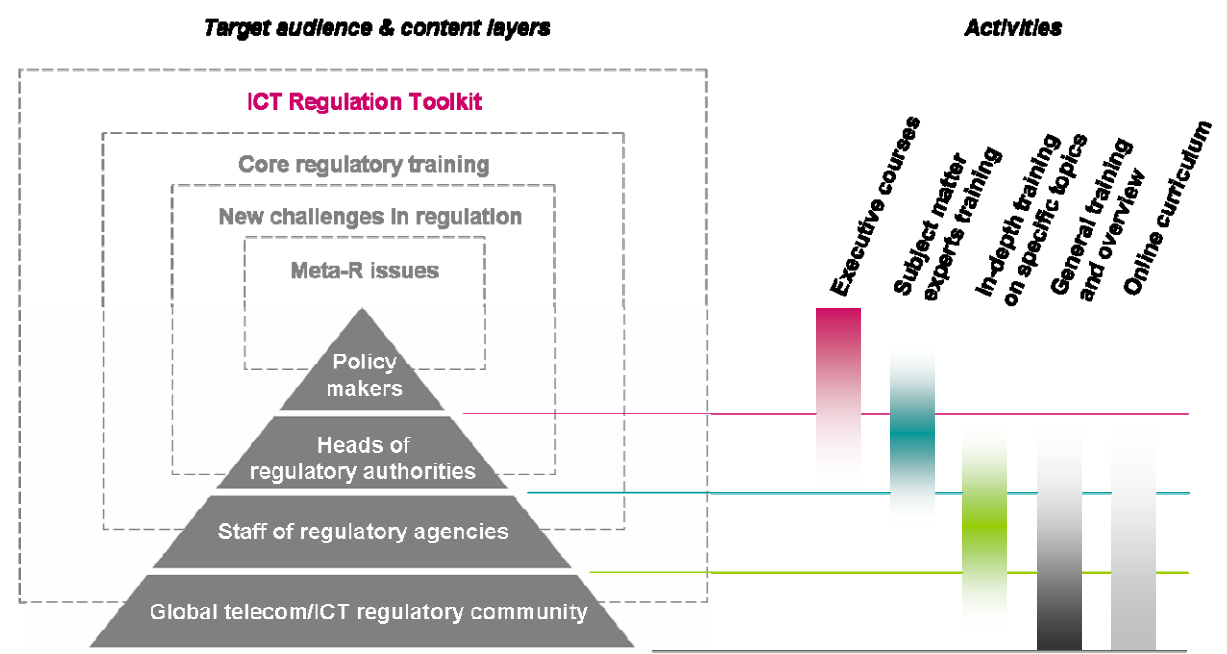 Target audience & content layers
Activities
ICT Regulation Toolkit
Core regulatory training
New challenges in regulation
Meta-R issues
Policy
makers
Heads of
regulatory authorities
Staff of regulatory agencies
Global telecom/ICT regulatory community
Executive courses
Subject matter
experts training
In-depth training
on specific topics
General training
and overview
Online curriculum